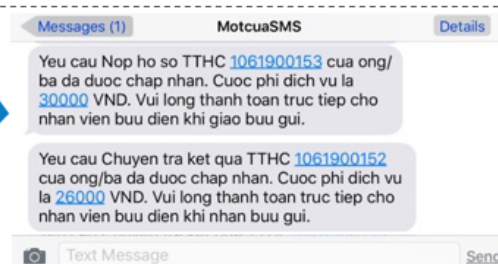 Messages (1) MotcuaSMS Details
Yeu cau Nop ho so TTHC 1061900153 cua ong/
ba da duoc chap nhan. Cuoc phi dich vu la
30000 VND. Vui long thanh toan truc tiep cho
nhan vien buu dien khi giao buu gui.
Yeu cau Chuyen tra ket qua TTHC 1061900152
cua ong/ba da duoc chap nhan. Cuoc phi dich vu
la 26000 VND. Vui long thanh toan truc tiep cho
nhan vien buu dien khi nhan buu gui.
Text Message Send